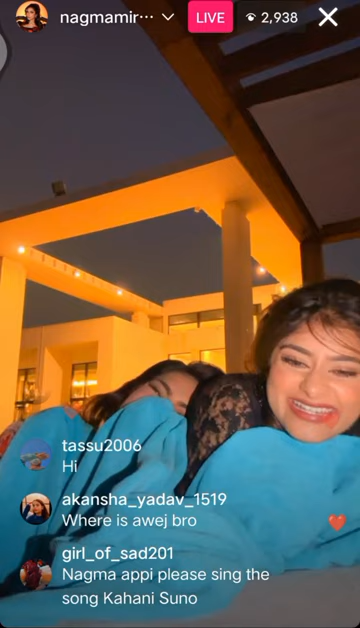 nagmamir...
LIVE
2,938
tassu2006
Hi
akansha_yadav_1519
Where is awej bro
girl_of_sad201
Nagma appi please sing the
song Kahani Suno